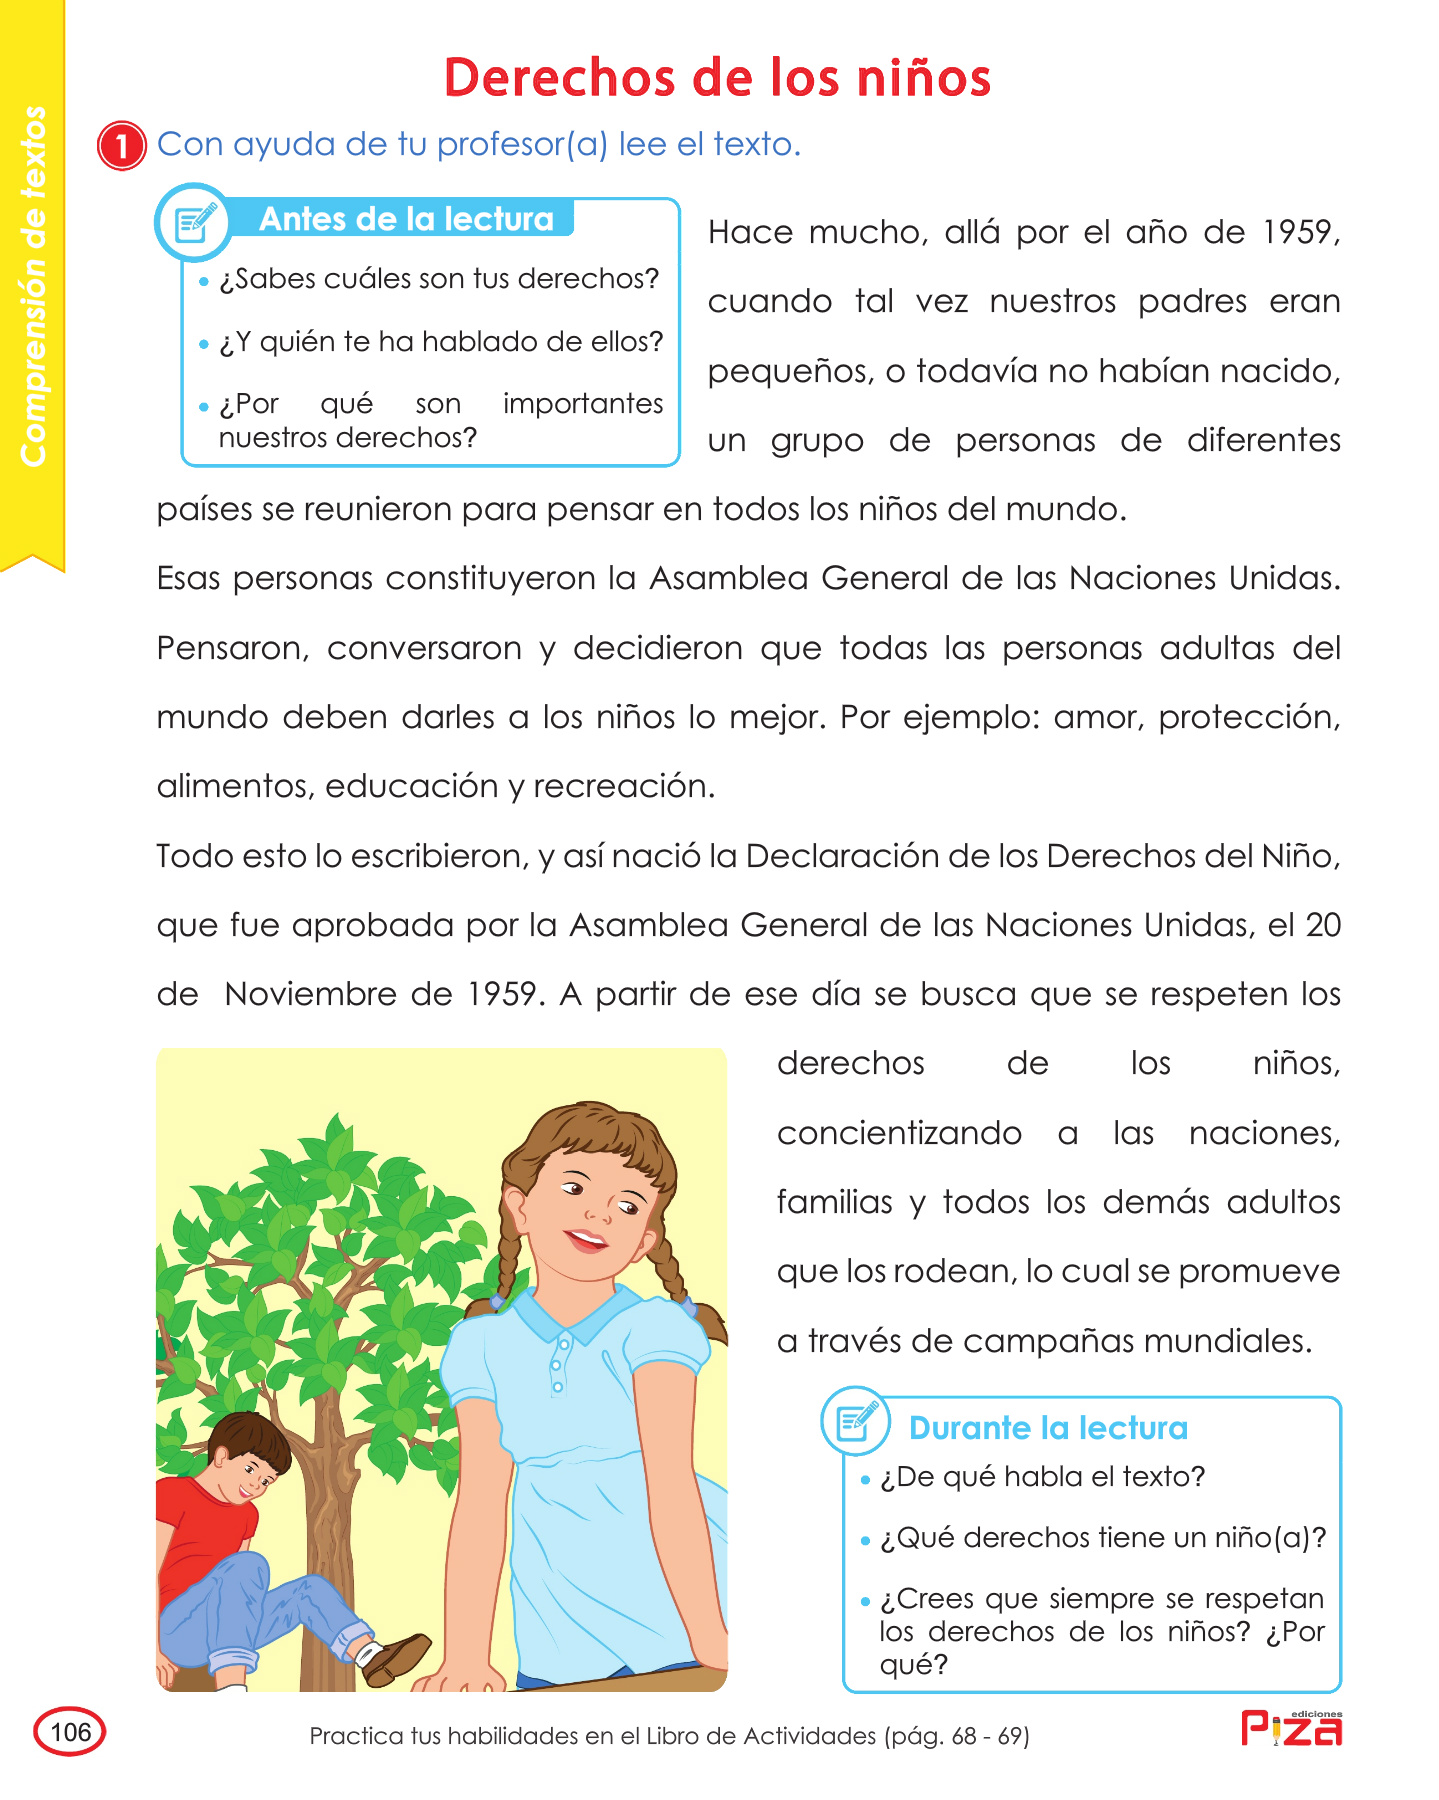 Comprensión de textos
Derechos de los niños
1 Con ayuda de tu profesor(a) lee el texto.
Antes de la lectura
• ¿Sabes cuáles son tus derechos?
• ¿Y quién te ha hablado de ellos?
• ¿Por qué son importantes
nuestros derechos?
Hace mucho, allá por el año de 1959,
cuando tal vez nuestros padres eran
pequeños, o todavía no habían nacido,
un grupo de personas de diferentes
países se reunieron para pensar en todos los niños del mundo.
Esas personas constituyeron la Asamblea General de las Naciones Unidas.
Pensaron, conversaron y decidieron que todas las personas adultas del
mundo deben darles a los niños lo mejor. Por ejemplo: amor, protección,
alimentos, educación y recreación.
Todo esto lo escribieron, y así nació la Declaración de los Derechos del Niño,
que fue aprobada por la Asamblea General de las Naciones Unidas, el 20
de Noviembre de 1959. A partir de ese día se busca que se respeten los
derechos de los niños,
concientizando a las naciones,
familias y todos los demás adultos
que los rodean, lo cual se promueve
a través de campañas mundiales.
Durante la lectura
• ¿De qué habla el texto?
• ¿Qué derechos tiene un niño(a)?
• ¿Crees que siempre se respetan
los derechos de los niños? ¿Por
qué?
106
Practica tus habilidades en el Libro de Actividades (pág. 68 - 69)
ediciones
Piza